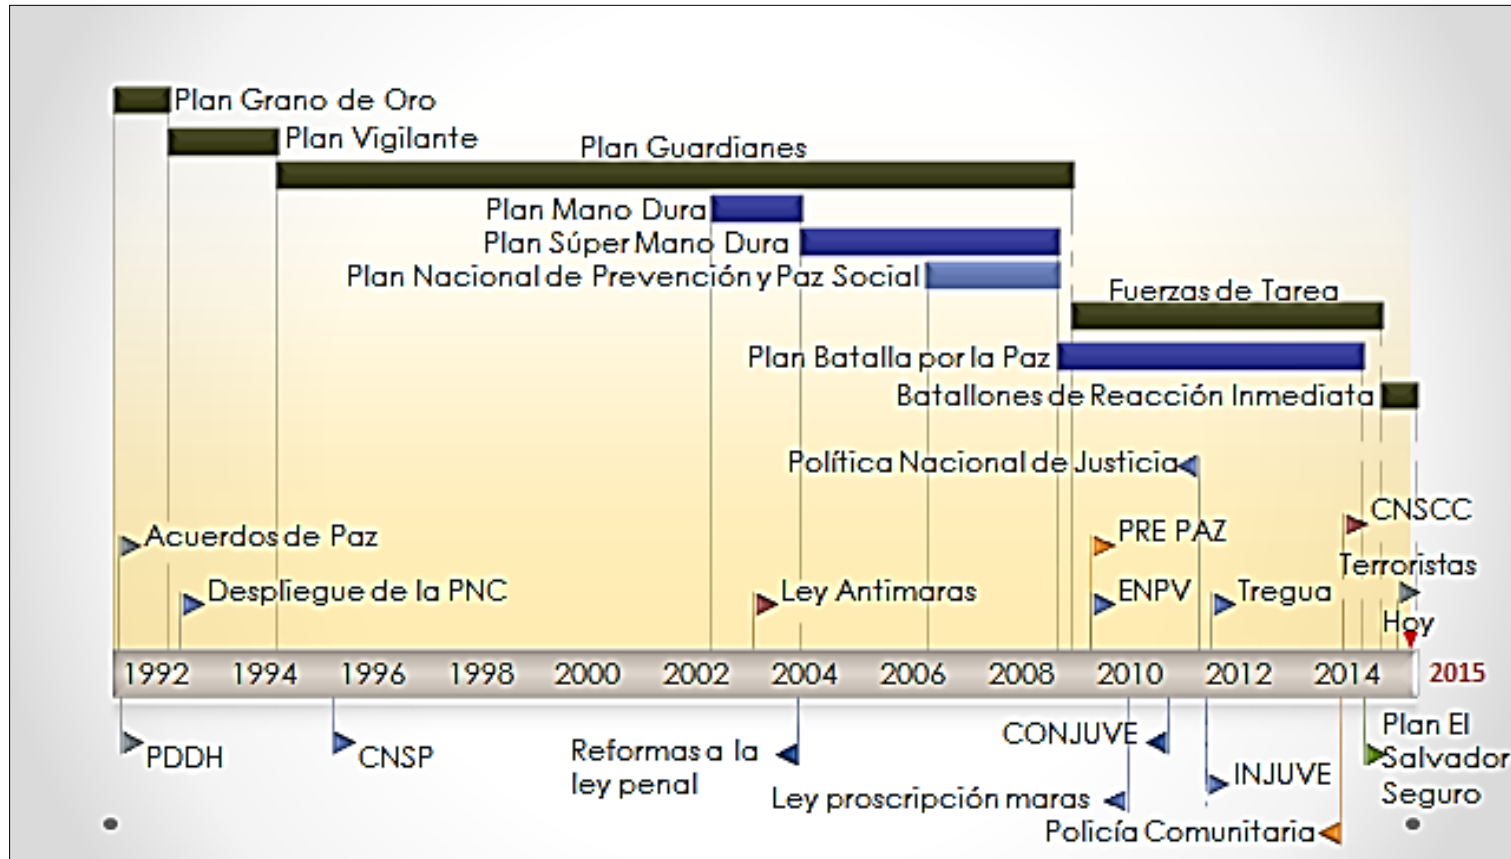 Plan Grano de Oro
Plan Vigilante
Plan Guardianes
Plan Mano Dura
Plan Súper Mano Dura
Plan Nacional de Prevención y Paz Social
Fuerzas de Tarea
Plan Batalla por la Paz
Batallones de Reacción Inmediata
Política Nacional de Justicia
CNSCC
Acuerdos de Paz
PRE PAZ
Terroristas
Despliegue de la PNC
Ley Antimaras
ENPV
Tregua
Hoy
1992 1994 1996 1998 2000 2002 2004 2006 2008 2010 2012 2014 2015
PDDH
CNSP
Reformas a la
ley penal
CONJUVE
Plan El
Salvador
Seguro
INJUVE
Ley proscripción maras
Policía Comunitaria